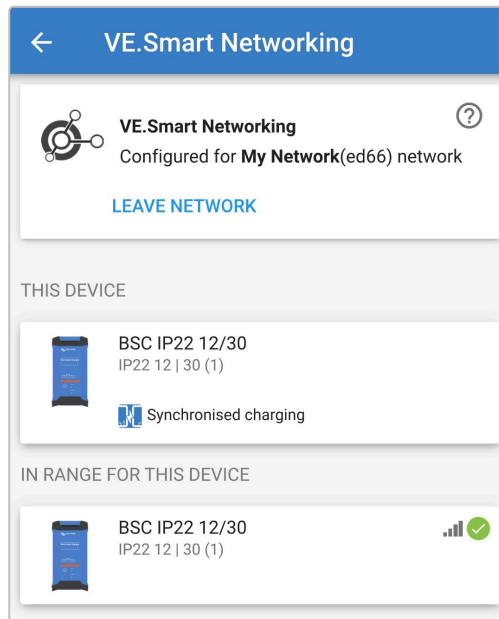 VE.Smart Networking
VE.Smart Networking
Configured for My Network(ed66) network
LEAVE NETWORK
THIS DEVICE
BSC IP22 12/30
IP22 12 | 30 (1)
Synchronised charging
IN RANGE FOR THIS DEVICE
BSC IP22 12/30
IP22 12 | 30 (1)